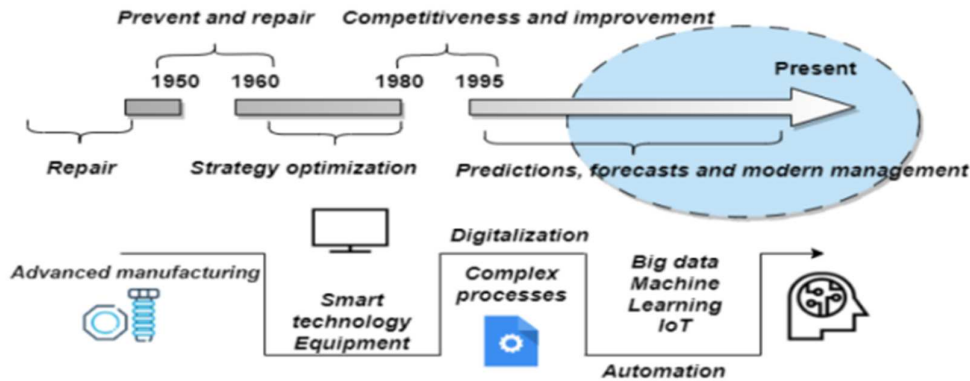 Prevent and repair
Competitiveness and improvement
1950
1960
1980
1995
Present
Repair
Strategy optimization
Predictions, forecasts and modern management
Advanced manufacturing
Smart
technology
Equipment
Digitalization
Complex
processes
Big data
Machine
Learning
IoT
Automation